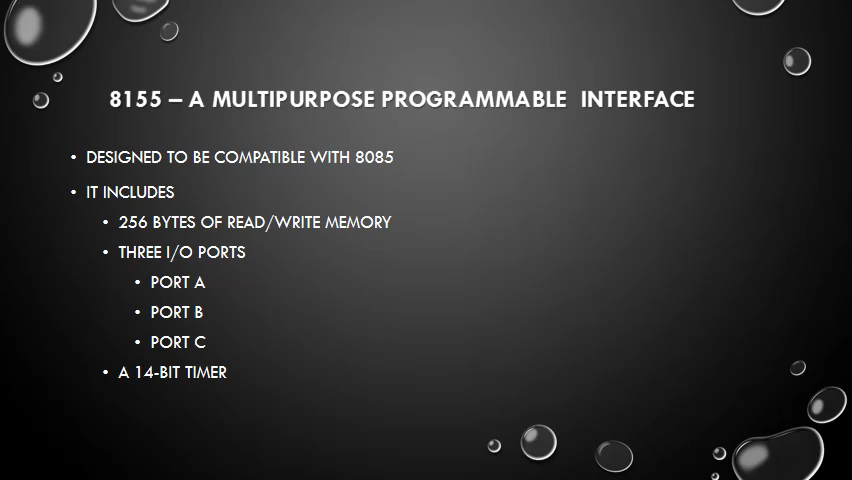 8155 – A MULTIPURPOSE PROGRAMMABLE INTERFACE
• DESIGNED TO BE COMPATIBLE WITH 8085
• IT INCLUDES
• 256 BYTES OF READ/WRITE MEMORY
• THREE I/O PORTS
• PORT A
• PORT B
• PORT C
• A 14-BIT TIMER